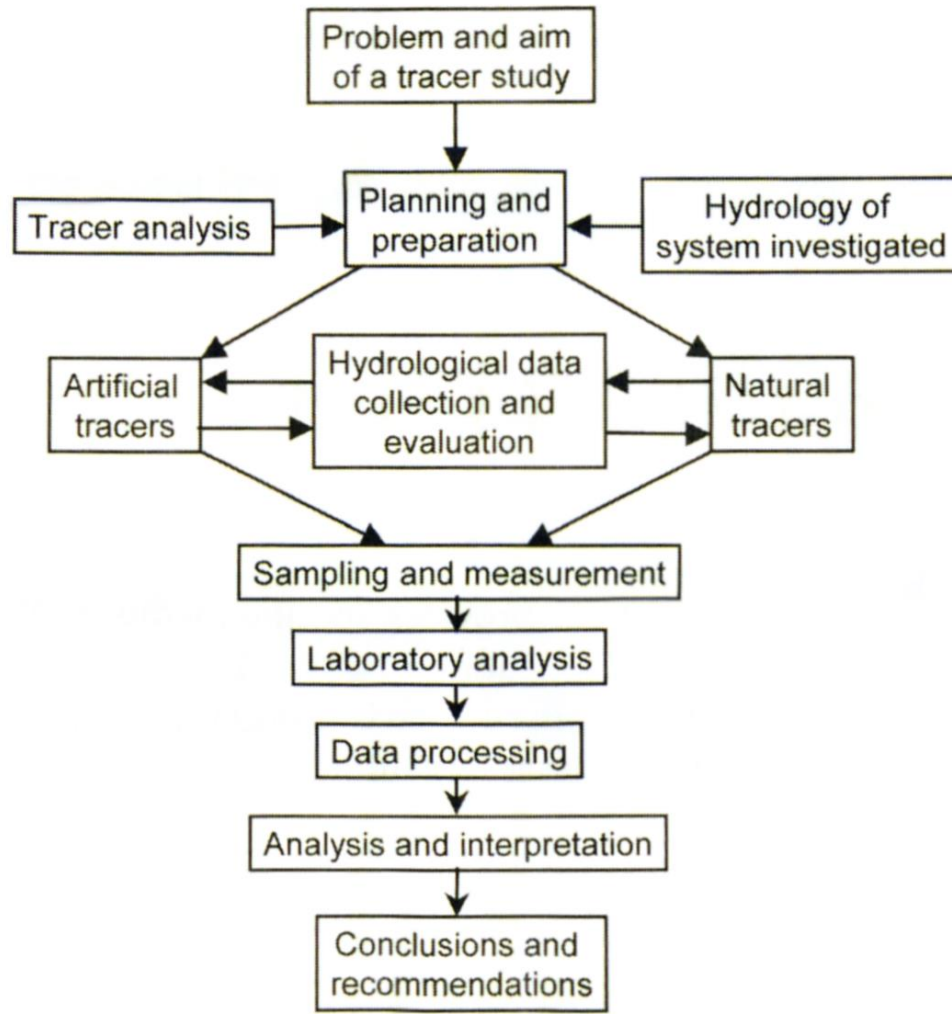 Problem and aim
of a tracer study
Tracer analysis
Planning and
preparation
Hydrology of
system investigated
Artificial
tracers
Hydrological data
collection and
evaluation
Natural
tracers
Sampling and measurement
Laboratory analysis
Data processing
Analysis and interpretation
Conclusions and
recommendations